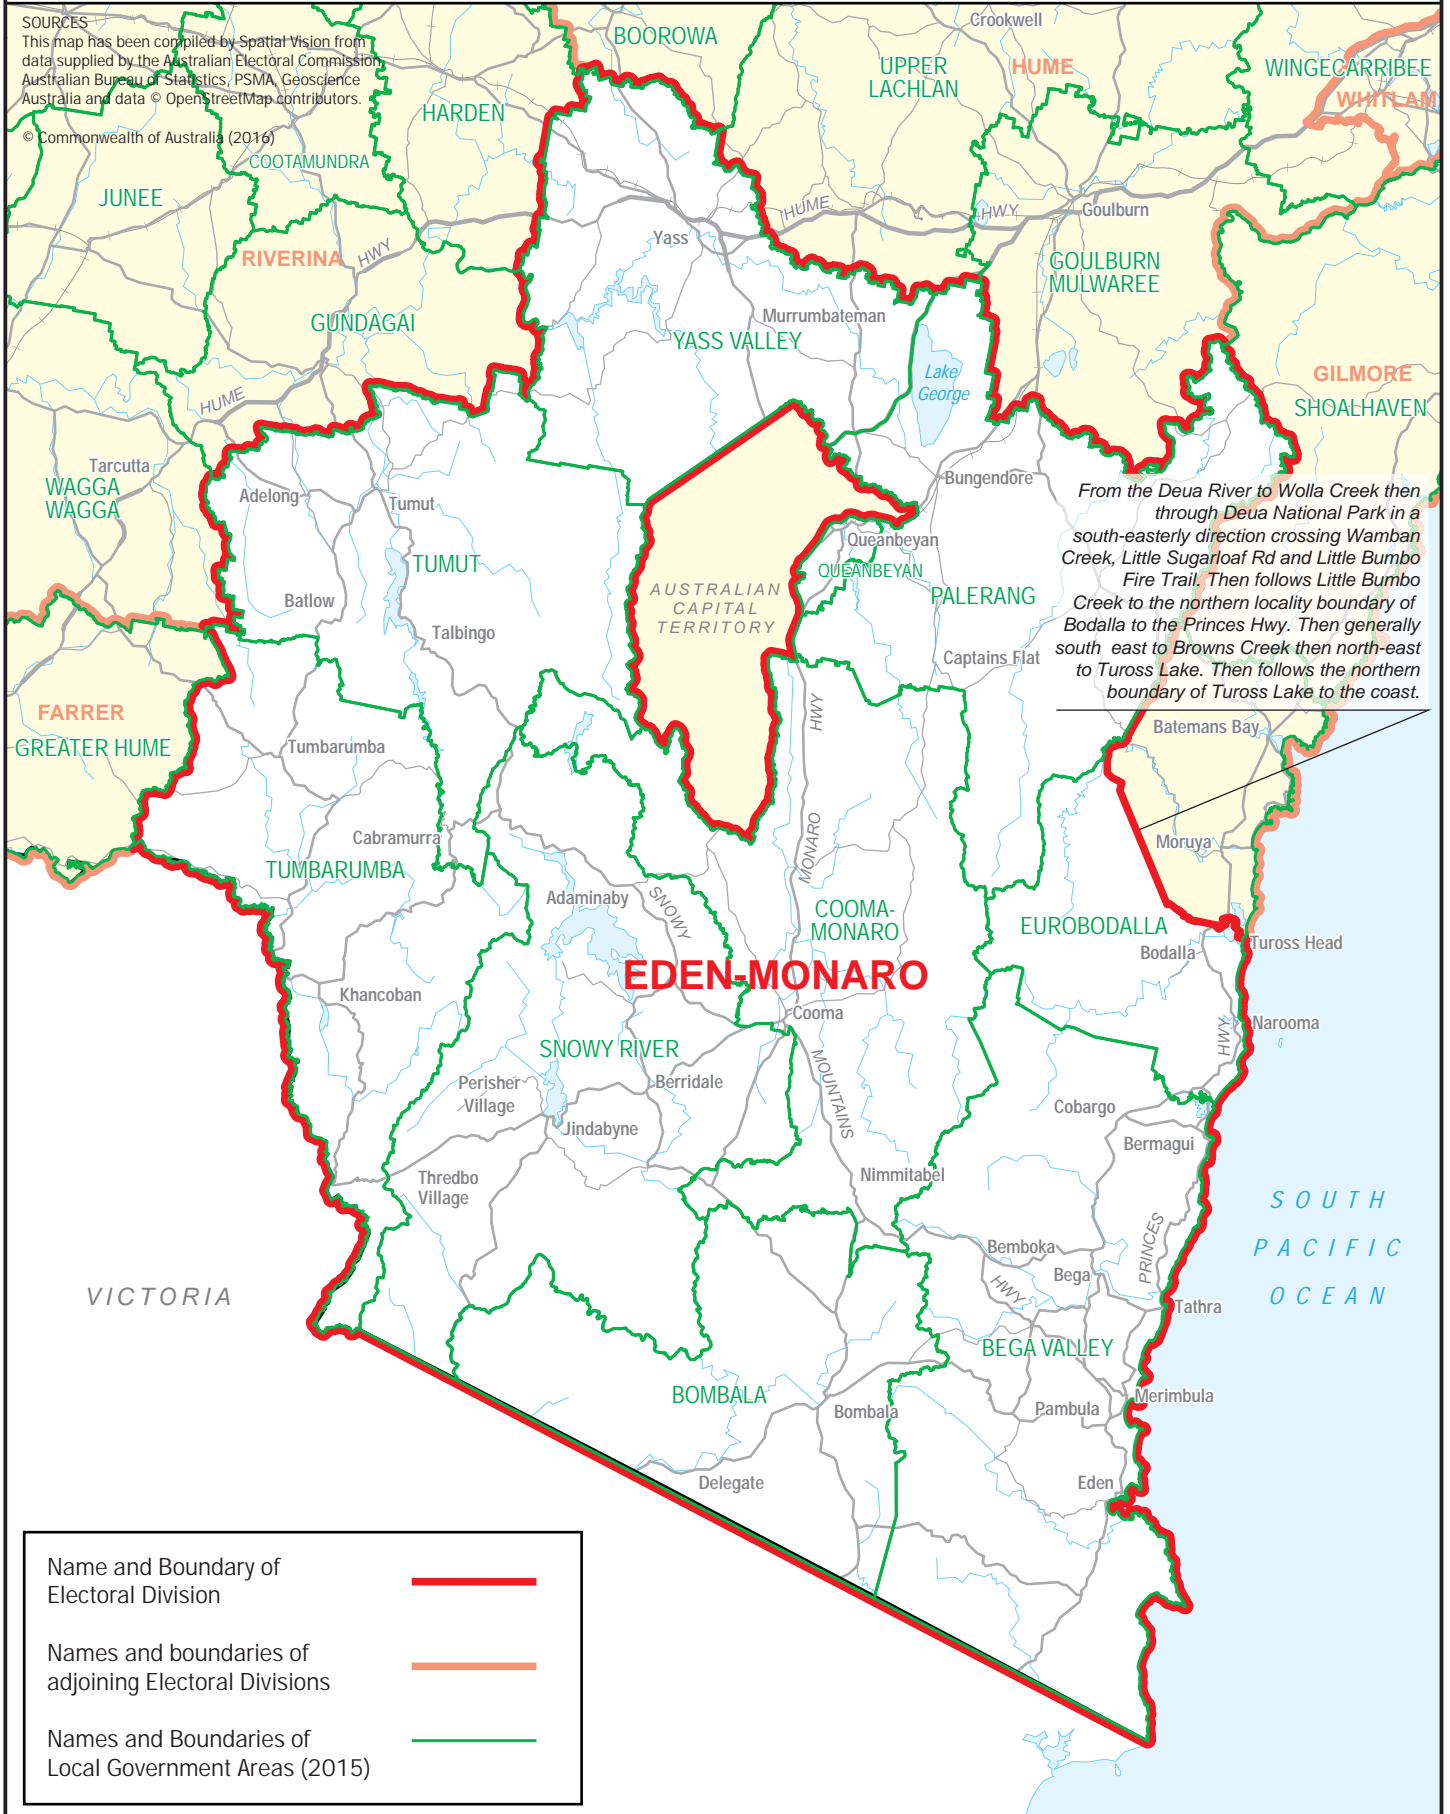 SOURCES
This map has been compiled by Spatial Vision from
data supplied by the Australian Electoral Commission,
Australian Bureau of Statistics, PSMA, Geoscience
Australia and data © OpenStreetMap contributors.
© Commonwealth of Australia (2016)
BOOROWA
Crookwell
UPPER
LACHLAN
HUME
WINGECARRIBEE
WHITLAM
HARDEN
COOTAMUNDRA
JUNEE
RIVERINA
HWY
HUME
HWY
Goulburn
Yass
GOULBURN
MULWAREE
GUNDAGAI
Murrumbateman
YASS VALLEY
Lake
George
GILMORE
SHOALHAVEN
HUME
Tarcutta
WAGGA
WAGGA
Adelong
Tumut
Bungendore
From the Deua River to Wolla Creek then
through Deua National Park in a
south-easterly direction crossing Wamban
Creek, Little Sugarloaf Rd and Little Bumbo
Fire Trail. Then follows Little Bumbo
Creek to the northern locality boundary of
Bodalla to the Princes Hwy. Then generally
south east to Browns Creek then north-east
to Tuross Lake. Then follows the northern
boundary of Tuross Lake to the coast.
Queanbeyan
QUEANBEYAN
TUMUT
AUSTRALIAN
CAPITAL
TERRITORY
PALERANG
Batlow
Talbingo
Captains Flat
FARRER
GREATER HUME
HWY
Batemans Bay
Tumbarumba
Cabramurra
MONARO
Moruya
TUMBARUMBA
Adaminaby
SNOWY
COOMA-
MONARO
EUROBODALLA
Bodalla
Tuross Head
EDEN-MONARO
Khancoban
Cooma
Narooma
HWY
SNOWY RIVER
Perisher
Village
Berridale
MOUNTAINS
Jindabyne
Cobargo
Bermagui
Thredbo
Village
Nimmitabel
SOUTH
PACIFIC
OCEAN
PRINCES
Bemboka
Bega
HWY
VICTORIA
Tathra
BEGA VALLEY
BOMBALA
Merimbula
Bombala
Pambula
Delegate
Eden
Name and Boundary of
Electoral Division
Names and boundaries of
adjoining Electoral Divisions
Names and Boundaries of
Local Government Areas (2015)